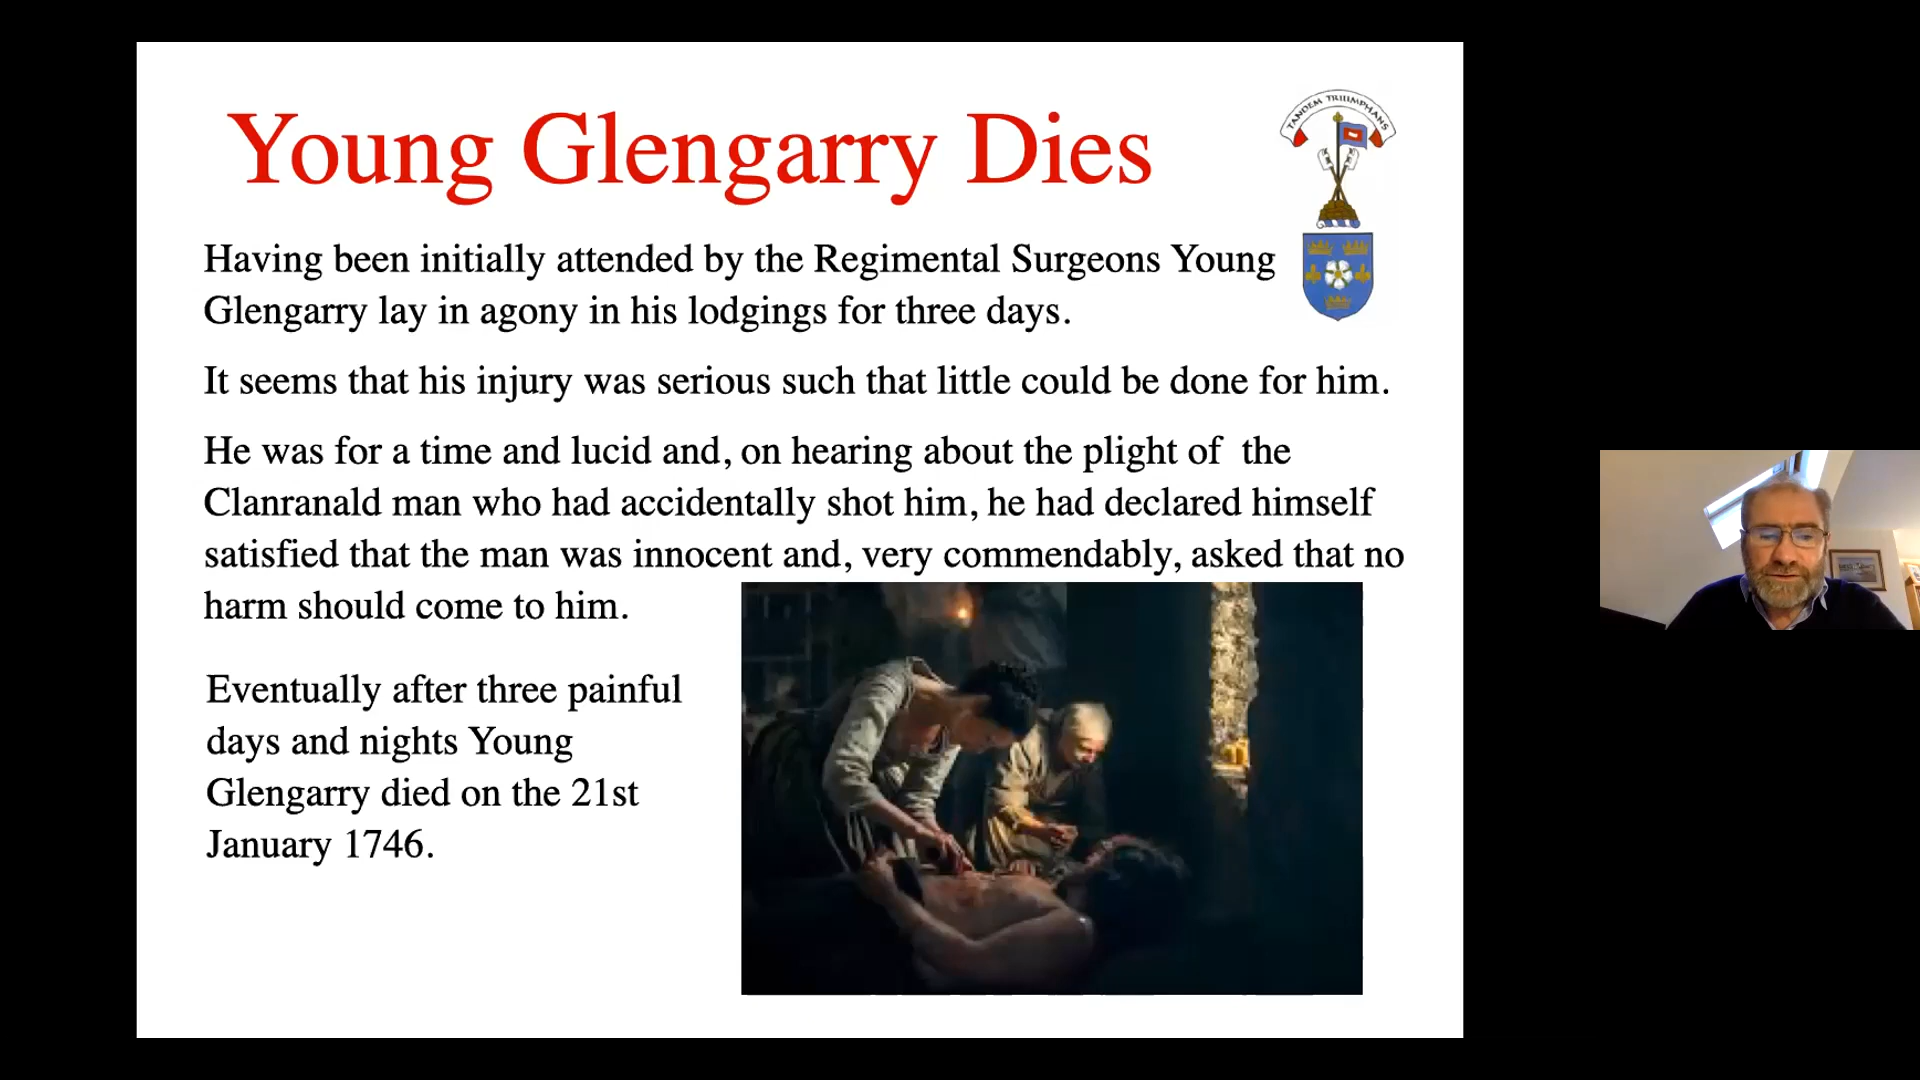 Young Glengarry Dies
TANDEM TRIUMPHANS
Having been initially attended by the Regimental Surgeons Young
Glengarry lay in agony in his lodgings for three days.
It seems that his injury was serious such that little could be done for him.
He was for a time and lucid and, on hearing about the plight of the
Clanranald man who had accidentally shot him, he had declared himself
satisfied that the man was innocent and, very commendably, asked that no
harm should come to him.
Eventually after three painful
days and nights Young
Glengarry died on the 21st
January 1746.